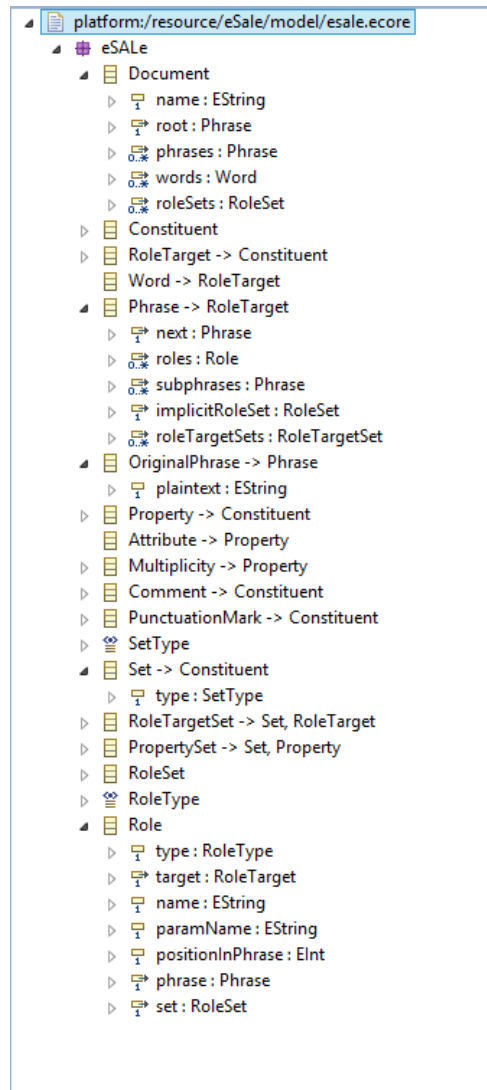 platform:/resource/eSale/model/esale.ecore
eSALe
Document
name : EString
root : Phrase
phrases : Phrase
words : Word
roleSets : RoleSet
Constituent
RoleTarget -> Constituent
Word -> RoleTarget
Phrase -> RoleTarget
next : Phrase
roles : Role
subphrases : Phrase
implicitRoleSet : RoleSet
roleTargetSets : RoleTargetSet
OriginalPhrase -> Phrase
plaintext : EString
Property -> Constituent
Attribute -> Property
Multiplicity -> Property
Comment -> Constituent
PunctuationMark -> Constituent
SetType
Set -> Constituent
type : SetType
RoleTargetSet -> Set, RoleTarget
PropertySet -> Set, Property
RoleSet
RoleType
Role
type : RoleType
target : RoleTarget
name : EString
paramName : EString
positionInPhrase : EInt
phrase : Phrase
set : RoleSet